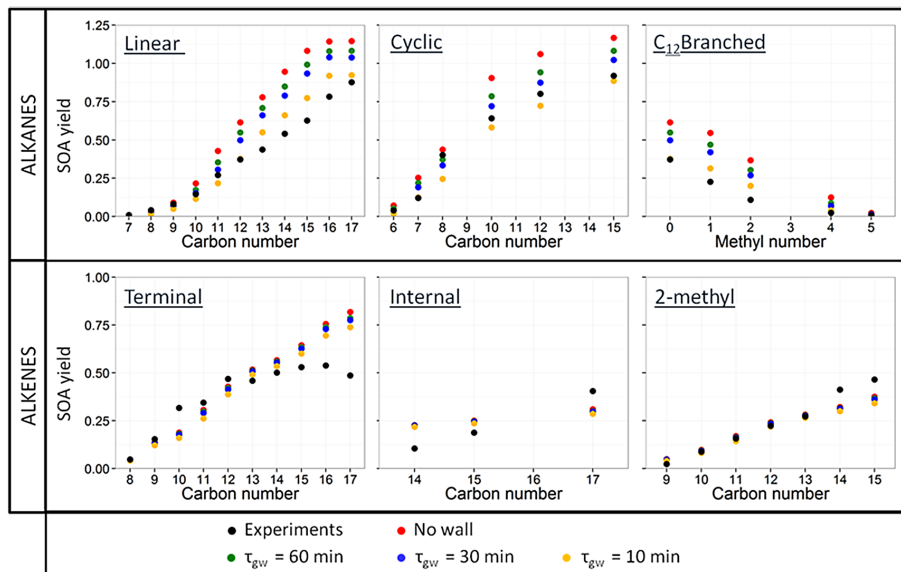 ALKANES
SOA yield
1.25
1.00
0.75
0.50
0.25
0.00
Linear
7 8 9 10 11 12 13 14 15 16 17
Carbon number
Cyclic
6 7 8 9 10 11 12 13 14 15
Carbon number
C₁₂Branched
0 1 2 3 4 5
Methyl number
ALKENES
SOA yield
1.00
0.75
0.50
0.25
0.00
Terminal
8 9 10 11 12 13 14 15 16 17
Carbon number
Internal
14 15 16 17
Carbon number
2-methyl
9 10 11 12 13 14 15
Carbon number
Experiments No wall
τgw = 60 min τgw = 30 min τgw = 10 min